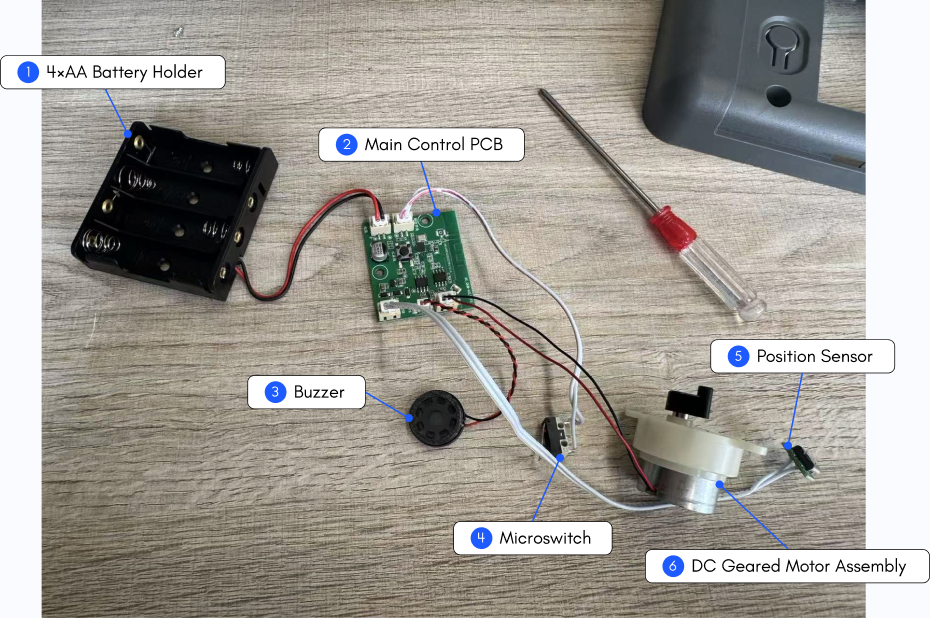 1 4×AA Battery Holder
2 Main Control PCB
3 Buzzer
4 Microswitch
5 Position Sensor
6 DC Geared Motor Assembly